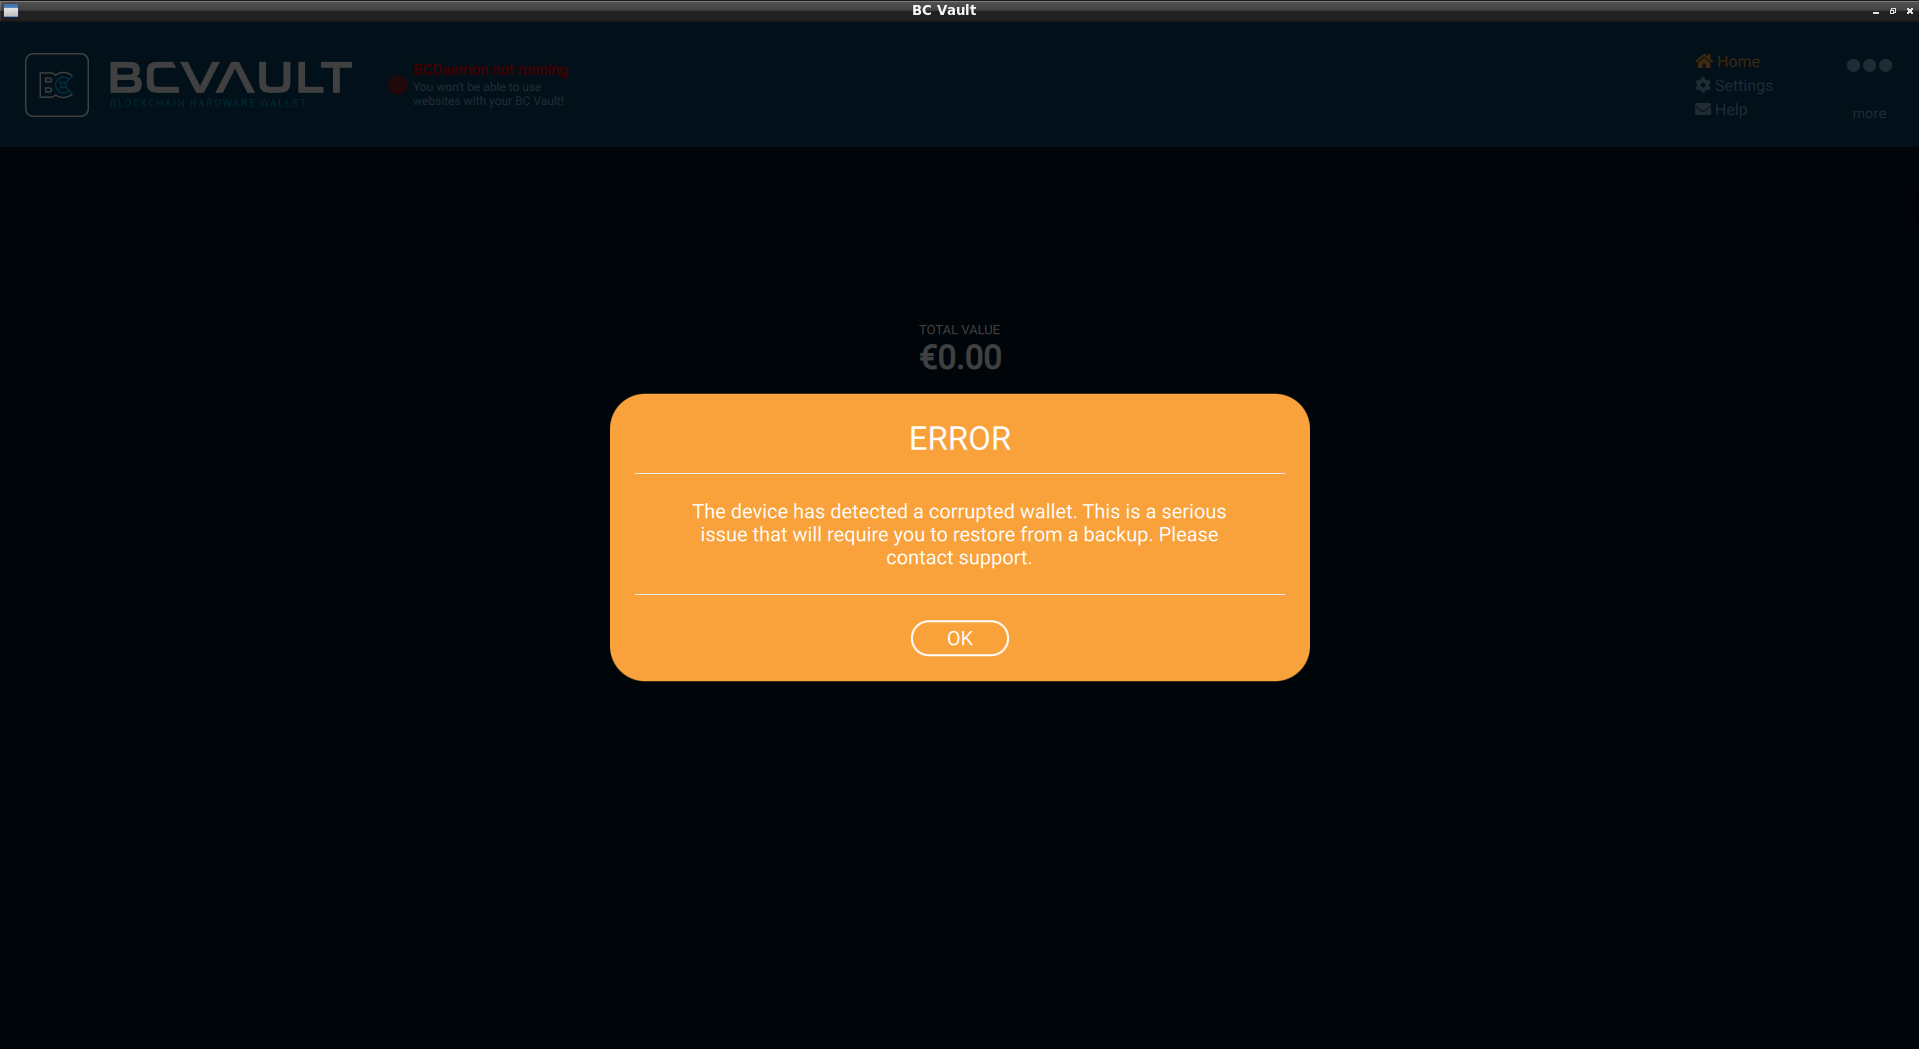 BC Vault
BCVAULT
BLOCKCHAIN HARDWARE WALLET
BCDaemon not running
You won't be able to use
websites with your BC Vault!
Home
Settings
Help
more
TOTAL VALUE
€0.00
ERROR
The device has detected a corrupted wallet. This is a serious
issue that will require you to restore from a backup. Please
contact support.
OK